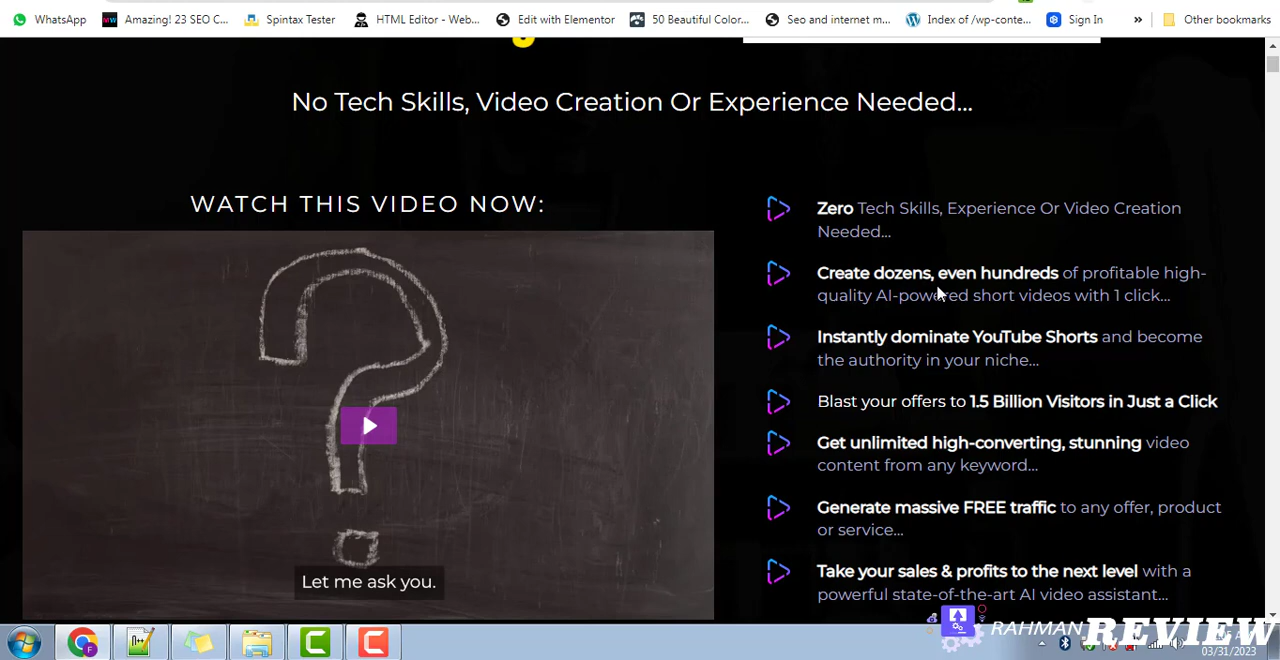 WhatsApp
Amazing! 23 SEO C...
Spintax Tester
HTML Editor - Web...
Edit with Elementor
50 Beautiful Color...
Seo and internet m...
Index of /wp-conte...
Sign In
»
Other bookmarks
No Tech Skills, Video Creation Or Experience Needed...
WATCH THIS VIDEO NOW:
Let me ask you.
Zero Tech Skills, Experience Or Video Creation
Needed...
Create dozens, even hundreds of profitable high-
quality AI-powered short videos with 1 click...
Instantly dominate YouTube Shorts and become
the authority in your niche...
Blast your offers to 1.5 Billion Visitors in Just a Click
Get unlimited high-converting, stunning video
content from any keyword...
Generate massive FREE traffic to any offer, product
or service...
Take your sales & profits to the next level with a
powerful state-of-the-art AI video assistant...
RAHMAN REVIEW
03/31/2023